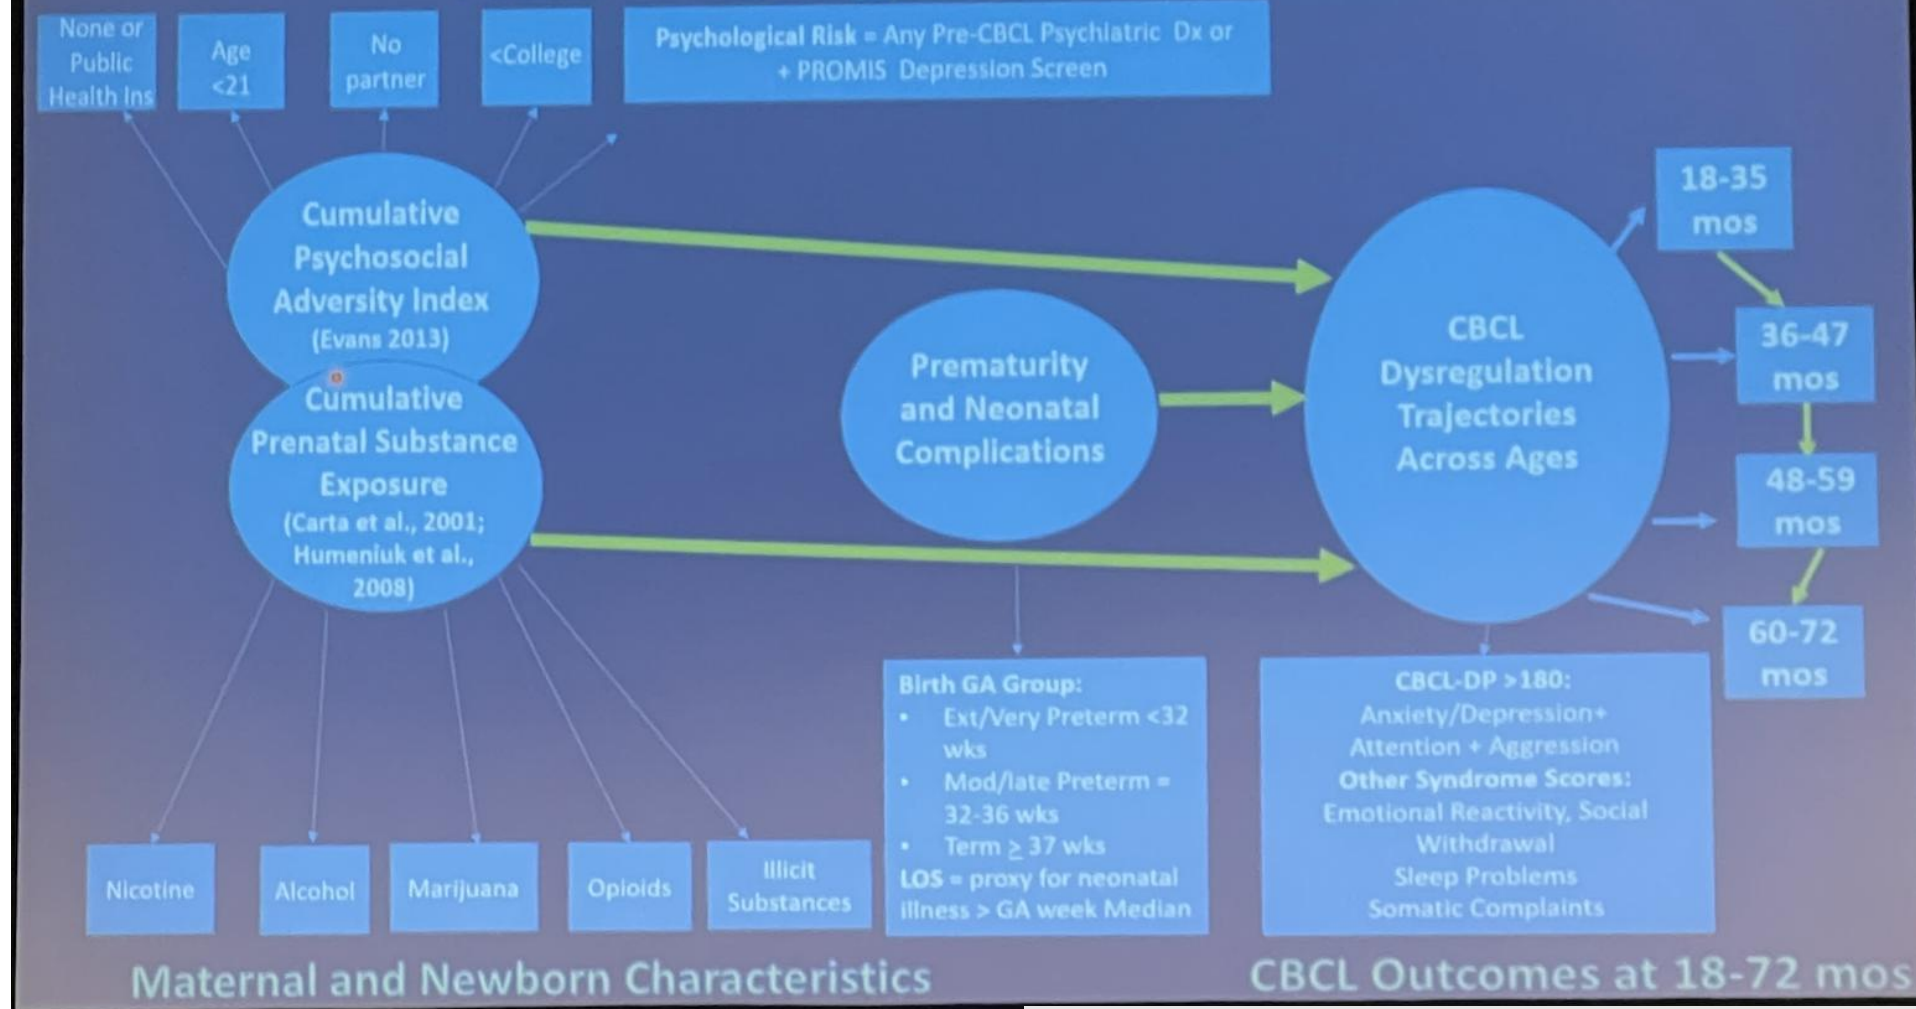 None or
Public
Health Ins
Age
<21
No
partner
<College
Psychological Risk = Any Pre-CBCL Psychiatric Dx or
+ PROMIS Depression Screen
Cumulative
Psychosocial
Adversity Index
(Evans 2013)
Cumulative
Prenatal Substance
Exposure
(Carta et al., 2001;
Humeniuk et al.,
2008)
Prematurity
and Neonatal
Complications
CBCL
Dysregulation
Trajectories
Across Ages
18-35
mos
36-47
mos
48-59
mos
60-72
mos
Nicotine
Alcohol
Marijuana
Opioids
Illicit
Substances
Birth GA Group:
• Ext/Very Preterm <32
wks
• Mod/late Preterm =
32-36 wks
• Term ≥ 37 wks
LOS = proxy for neonatal
illness > GA week Median
CBCL-DP >180:
Anxiety/Depression+
Attention + Aggression
Other Syndrome Scores:
Emotional Reactivity, Social
Withdrawal
Sleep Problems
Somatic Complaints
Maternal and Newborn Characteristics
CBCL Outcomes at 18-72 mos